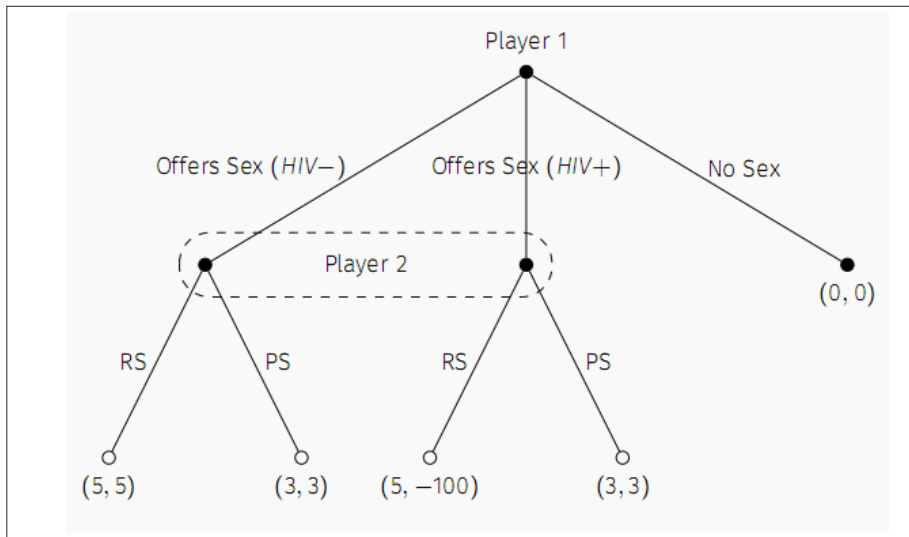 Player 1
Offers Sex (HIV−)
Offers Sex (HIV+)
No Sex
Player 2
(0, 0)
RS
PS
RS
PS
(5, 5)
(3, 3)
(5, −100)
(3, 3)